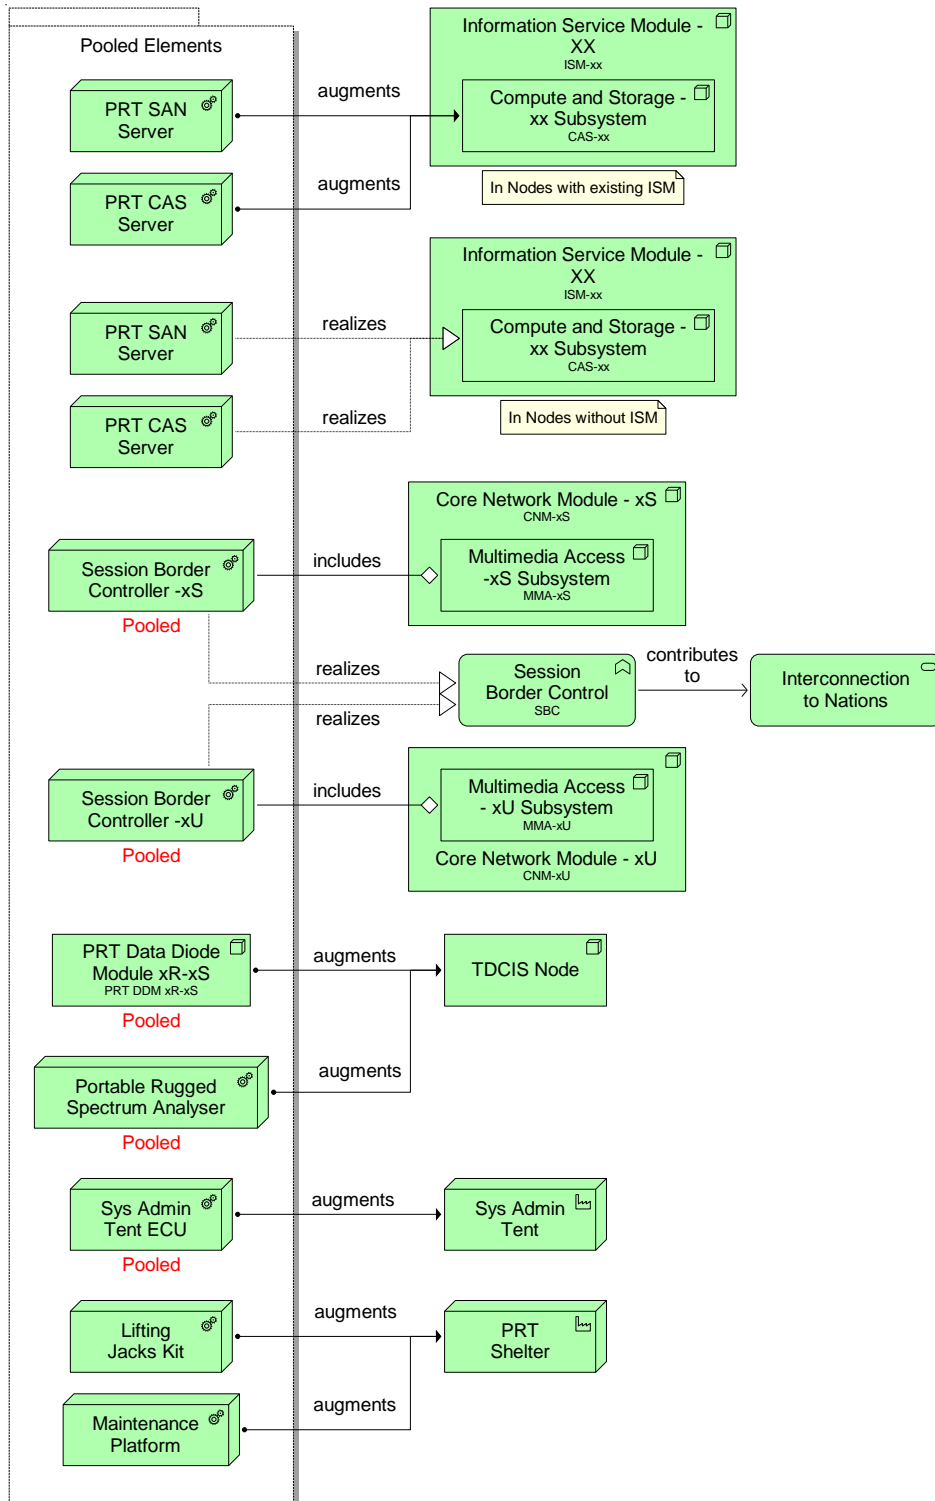 Pooled Elements
PRT SAN
Server
augments
Information Service Module -
XX
ISM-xx
Compute and Storage -
xx Subsystem
CAS-xx
In Nodes with existing ISM
PRT CAS
Server
augments
Information Service Module -
XX
ISM-xx
Compute and Storage -
xx Subsystem
CAS-xx
In Nodes without ISM
PRT SAN
Server
realizes
PRT CAS
Server
realizes
Core Network Module - xS
CNM-xS
Multimedia Access
-xS Subsystem
MMA-xS
Session Border
Controller -xS
Pooled
includes
realizes
realizes
Session
Border Control
SBC
contributes
to
Interconnection
to Nations
Session Border
Controller -xU
Pooled
includes
Multimedia Access
- xU Subsystem
MMA-xU
Core Network Module - xU
CNM-xU
PRT Data Diode
Module xR-xS
PRT DDM xR-xS
Pooled
augments
TDCIS Node
Portable Rugged
Spectrum Analyser
Pooled
augments
Sys Admin
Tent ECU
Pooled
augments
Sys Admin
Tent
Lifting
Jacks Kit
augments
PRT
Shelter
Maintenance
Platform
augments